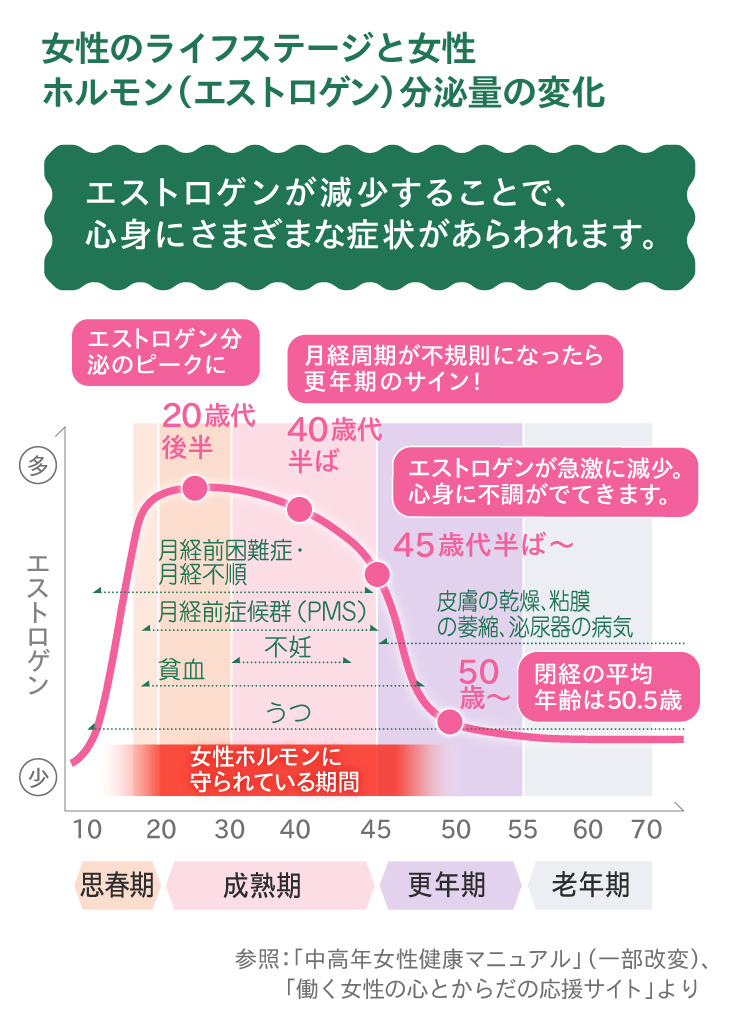 女性のライフステージと女性
ホルモン（エストロゲン）分泌量の変化
エストロゲンが減少することで、
心身にさまざまな症状があらわれます。
エストロゲン分
泌のピークに
月経周期が不規則になったら
更年期のサイン！
20歳代
後半
40歳代
半ば
多
エストロゲンが急激に減少。
心身に不調がでてきます。
45歳代半ば〜
エストロゲン
月経前困難症・
月経不順
月経前症候群（PMS）
皮膚の乾燥、粘膜
の萎縮、泌尿器の病気
不妊
貧血
50
歳〜
閉経の平均
年齢は50.5歳
うつ
女性ホルモンに
守られている期間
少
10 20 30 40 45 50 55 60 70
思春期 成熟期 更年期 老年期
参照：「中高年女性健康マニュアル」（一部改変）、
「働く女性の心とからだの応援サイト」より